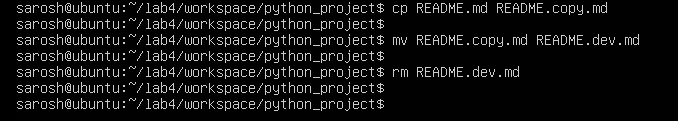 sarosh@ubuntu:~/lab4/workspace/python_project$ cp README.md README.copy.md
sarosh@ubuntu:~/lab4/workspace/python_project$
sarosh@ubuntu:~/lab4/workspace/python_project$ mv README.copy.md README.dev.md
sarosh@ubuntu:~/lab4/workspace/python_project$
sarosh@ubuntu:~/lab4/workspace/python_project$ rm README.dev.md
sarosh@ubuntu:~/lab4/workspace/python_project$
sarosh@ubuntu:~/lab4/workspace/python_project$